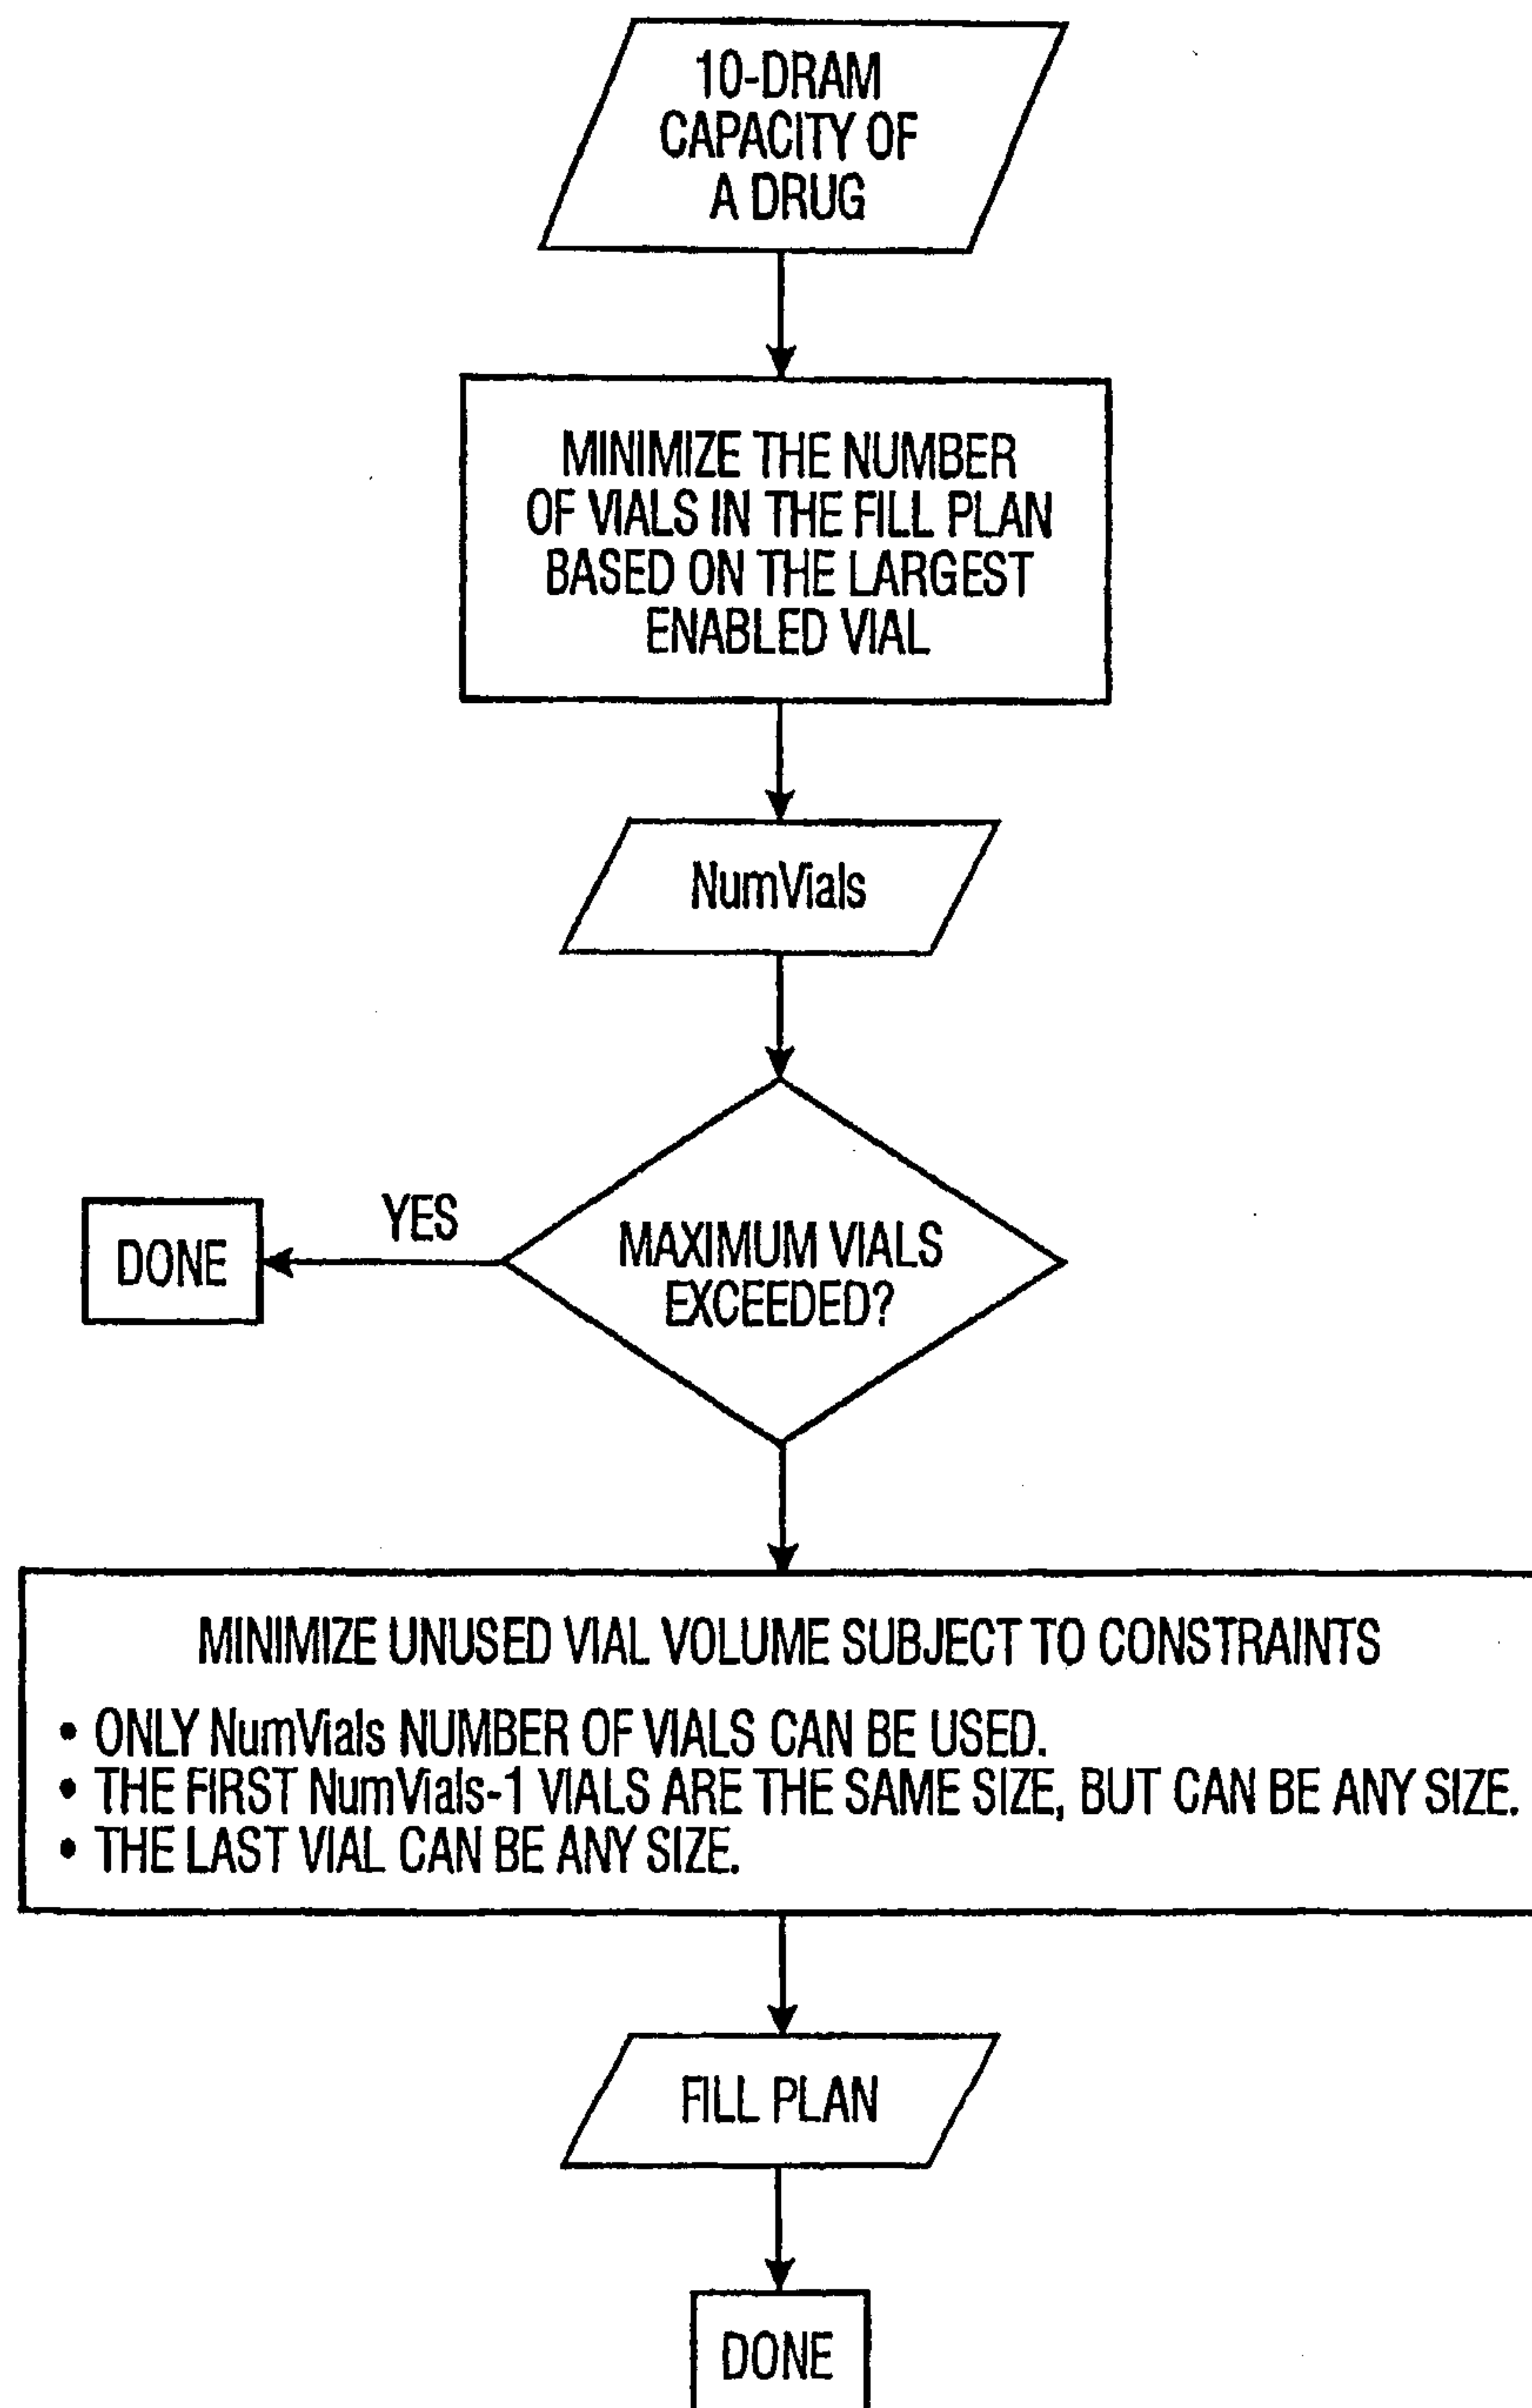 10-DRAM
CAPACITY OF
A DRUG
MINIMIZE THE NUMBER
OF VIALS IN THE FILL PLAN
BASED ON THE LARGEST
ENABLED VIAL
NumVials
MAXIMUM VIALS
EXCEEDED?
YES
DONE
MINIMIZE UNUSED VIAL VOLUME SUBJECT TO CONSTRAINTS
• ONLY NumVials NUMBER OF VIALS CAN BE USED.
• THE FIRST NumVials-1 VIALS ARE THE SAME SIZE, BUT CAN BE ANY SIZE.
• THE LAST VIAL CAN BE ANY SIZE.
FILL PLAN
DONE